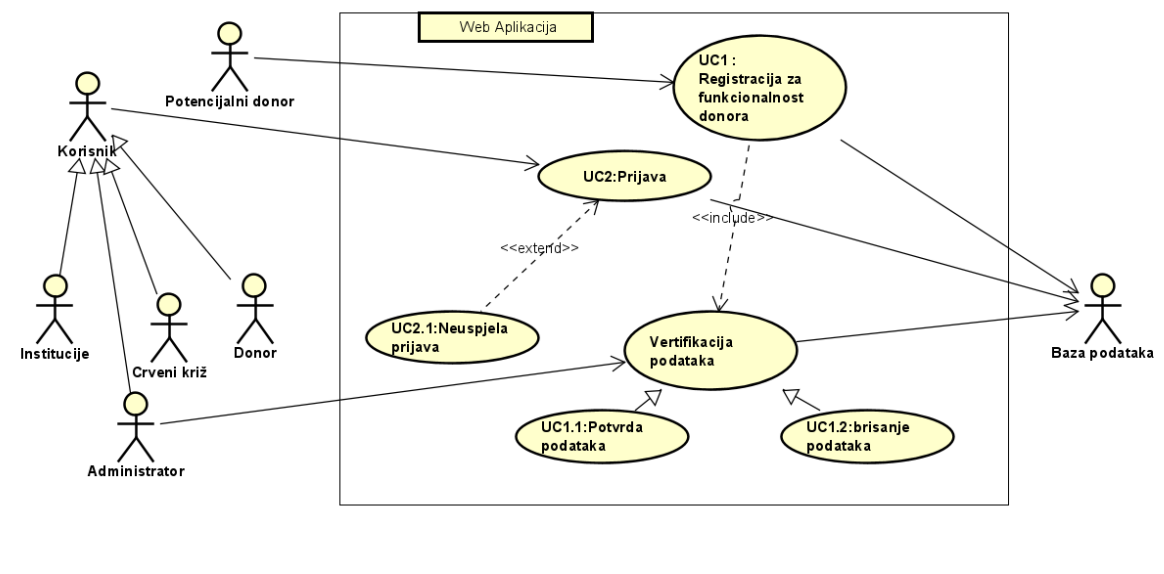 Web Aplikacija
Potencijalni donor
UC1 :
Registracija za
funkcionalnost
donora
Korisnik
UC2:Prijava
<<include>>
<<extend>>
Institucije
Crveni križ
Donor
UC2.1:Neuspjela
prijava
Vertifikacija
podataka
Baza podataka
Administrator
UC1.1:Potvrda
podataka
UC1.2:brisanje
podataka